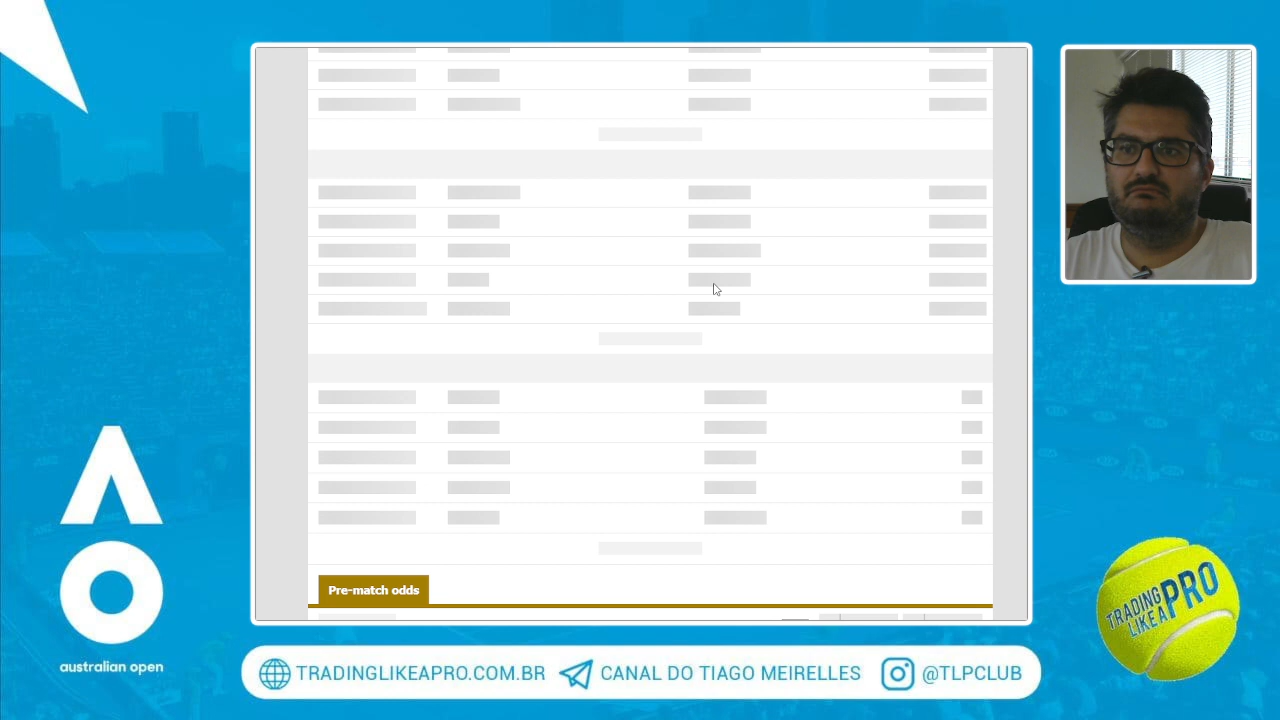 Pre-match odds
australian open
TRADING LIKE A PRO
TRADINGLIKEAPRO.COM.BR
CANAL DO TIAGO MEIRELLES
@TLPCLUB